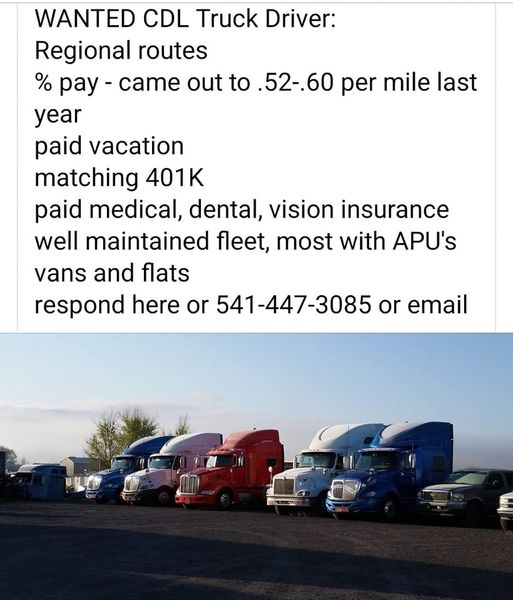 WANTED CDL Truck Driver:
Regional routes
% pay - came out to .52-.60 per mile last
year
paid vacation
matching 401K
paid medical, dental, vision insurance
well maintained fleet, most with APU's
vans and flats
respond here or 541-447-3085 or email